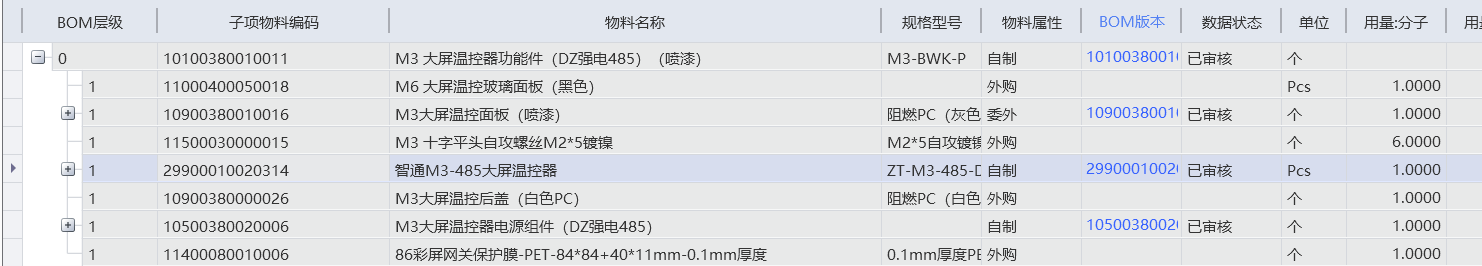 BOM层级 子项物料编码 物料名称 规格型号 物料属性 BOM版本 数据状态 单位 用量:分子
0 10100380010011 M3 大屏温控器功能件（DZ强电485）（喷漆） M3-BWK-P 自制 1010038001 已审核 个
1 11000400050018 M6 大屏温控玻璃面板（黑色） 外购 Pcs 1.0000
1 10900380010016 M3大屏温控面板（喷漆） 阻燃PC（灰色 委外 1090038001 已审核 个 1.0000
1 11500030000015 M3 十字平头自攻螺丝M2*5镀镍 M2*5自攻镀镍 外购 个 6.0000
1 29900010020314 智通M3-485大屏温控器 ZT-M3-485-D 自制 2990001002 已审核 Pcs 1.0000
1 10900380000026 M3大屏温控后盖（白色PC） 阻燃PC（白色 外购 个 1.0000
1 10500380020006 M3大屏温控器电源组件（DZ强电485） 自制 1050038002 已审核 个 1.0000
1 11400080010006 86彩屏网关保护膜-PET-84*84+40*11mm-0.1mm厚度 0.1mm厚度PE 外购 个 1.0000